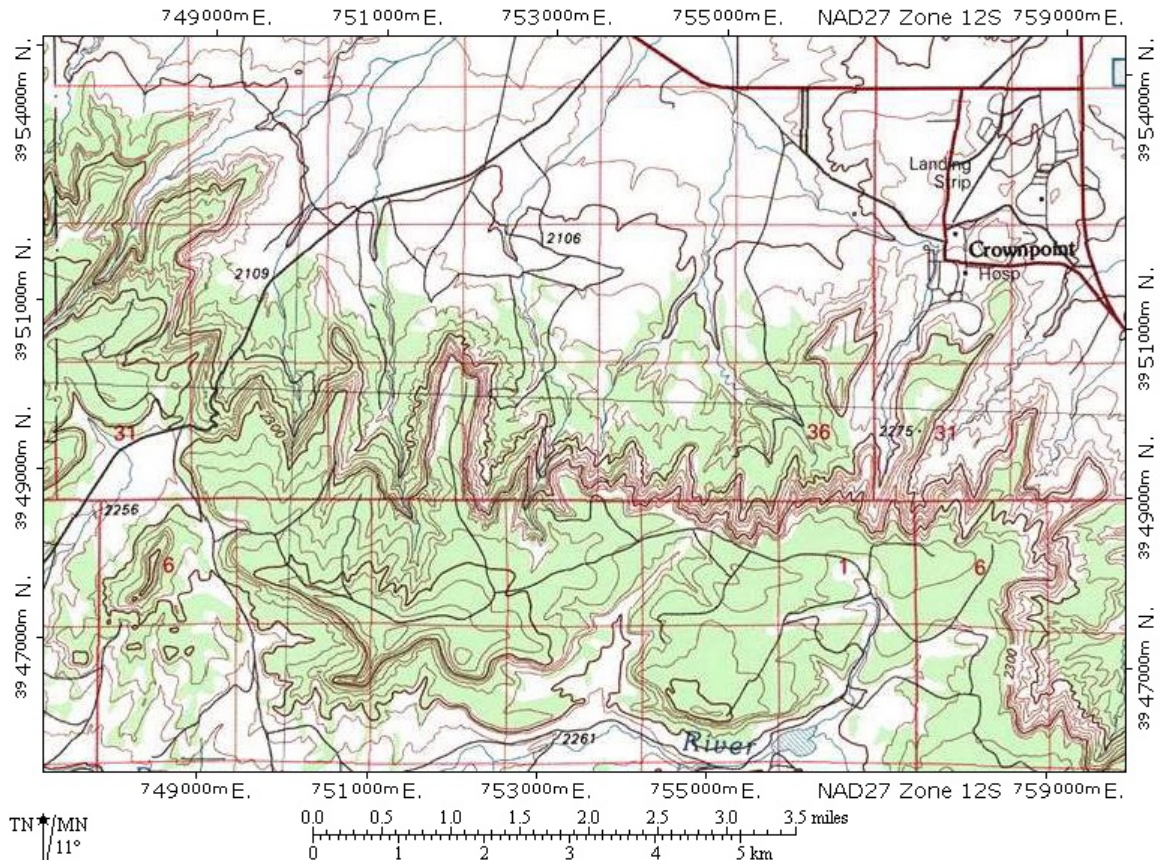 749000m E. 751000m E. 753000m E. 755000m E. NAD27 Zone 12S 759000m E.
3954000m N. 3954000m N.
Landing
Strip
2106
Crownpoint
Hosp
2109
3951000m N. 3951000m N.
2300
31 36 2275 31
3949000m N. 3949000m N.
2256
6 1 6
3947000m N. 2200 3947000m N.
2261 River
749000m E. 751000m E. 753000m E. 755000m E. NAD27 Zone 12S 759000m E.
TN MN
11°
0.0 0.5 1.0 1.5 2.0 2.5 3.0 3.5 miles
0 1 2 3 4 5 km